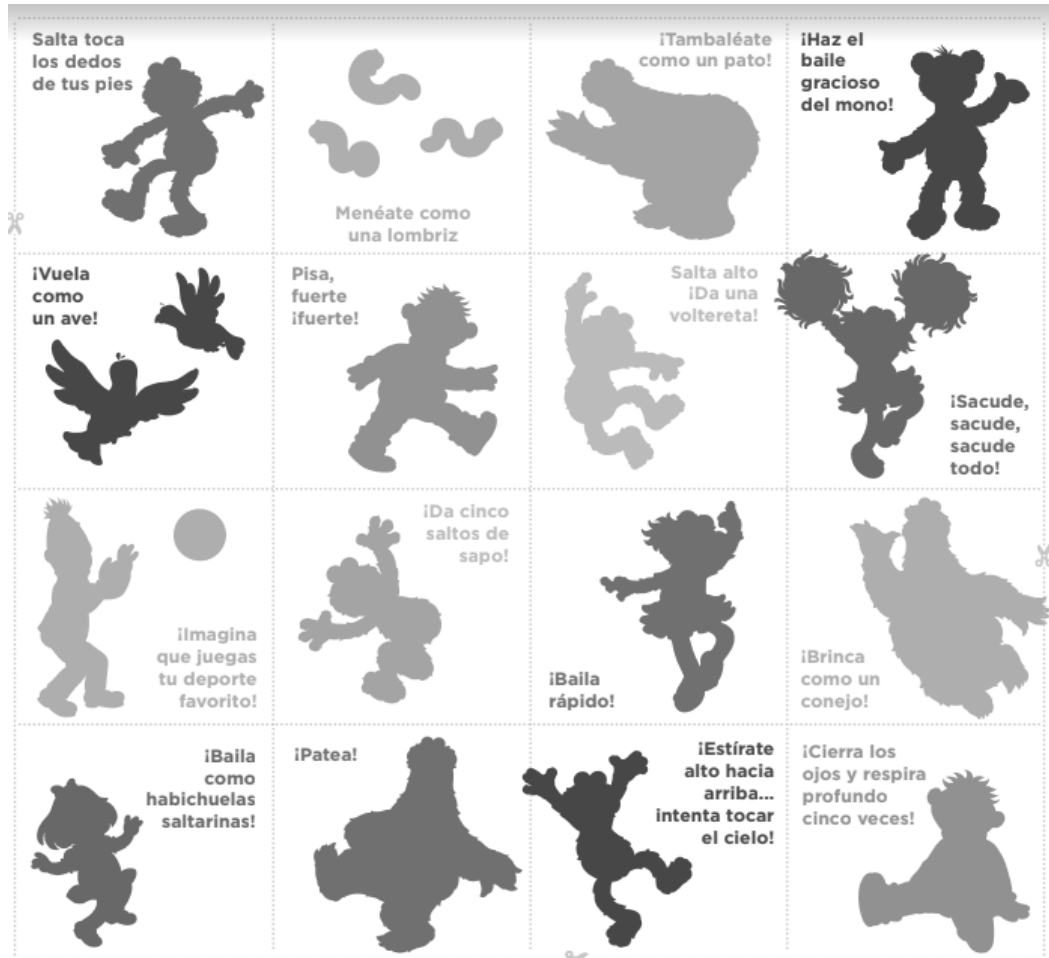 Salta toca
los dedos
de tus pies
Menéate como
una lombriz
¡Tambaléate
como un pato!
¡Haz el
baile
gracioso
del mono!
¡Vuela
como
un ave!
Pisa,
fuerte
¡fuerte!
Salta alto
¡Da una
voltereta!
¡Sacude,
sacude,
sacude
todo!
¡Imagina
que juegas
tu deporte
favorito!
¡Da cinco
saltos de
sapo!
¡Baila
rápido!
¡Brinca
como un
conejo!
¡Baila
como
habichuelas
saltarinas!
¡Patea!
¡Estírate
alto hacia
arriba...
intenta tocar
el cielo!
¡Cierra los
ojos y respira
profundo
cinco veces!